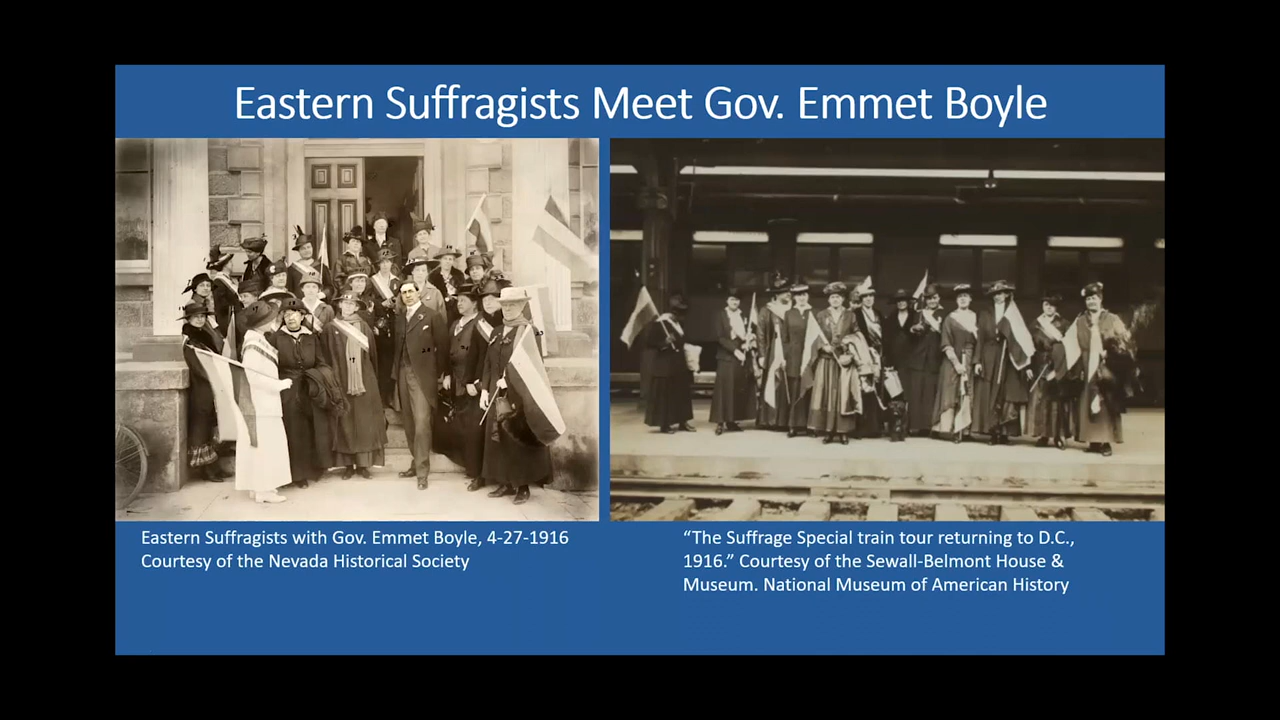 Eastern Suffragists Meet Gov. Emmet Boyle
Eastern Suffragists with Gov. Emmet Boyle, 4-27-1916
Courtesy of the Nevada Historical Society
“The Suffrage Special train tour returning to D.C.,
1916.” Courtesy of the Sewall-Belmont House &
Museum. National Museum of American History